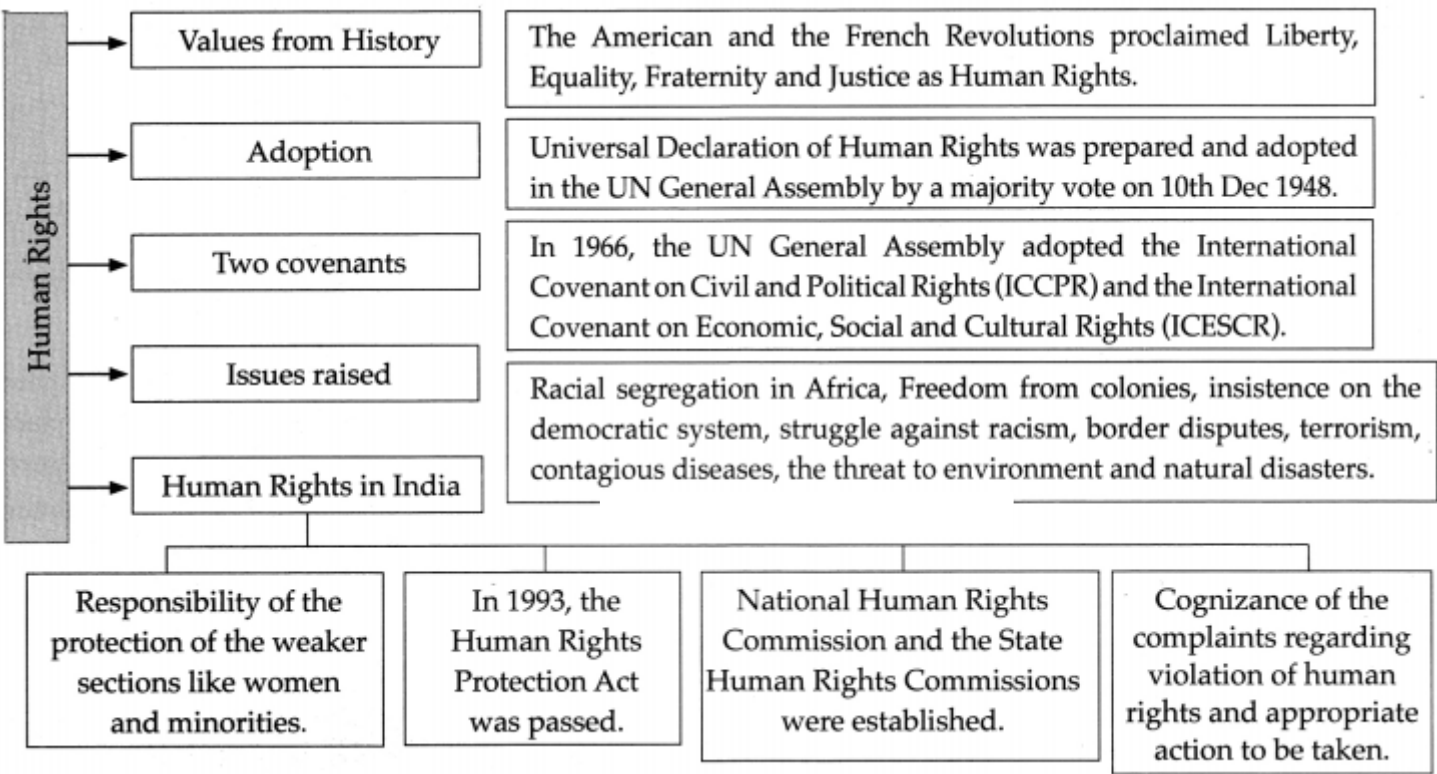 Human Rights
Values from History
The American and the French Revolutions proclaimed Liberty,
Equality, Fraternity and Justice as Human Rights.
Adoption
Universal Declaration of Human Rights was prepared and adopted
in the UN General Assembly by a majority vote on 10th Dec 1948.
Two covenants
In 1966, the UN General Assembly adopted the International
Covenant on Civil and Political Rights (ICCPR) and the International
Covenant on Economic, Social and Cultural Rights (ICESCR).
Issues raised
Racial segregation in Africa, Freedom from colonies, insistence on the
democratic system, struggle against racism, border disputes, terrorism,
contagious diseases, the threat to environment and natural disasters.
Human Rights in India
Responsibility of the
protection of the weaker
sections like women
and minorities.
In 1993, the
Human Rights
Protection Act
was passed.
National Human Rights
Commission and the State
Human Rights Commissions
were established.
Cognizance of the
complaints regarding
violation of human
rights and appropriate
action to be taken.